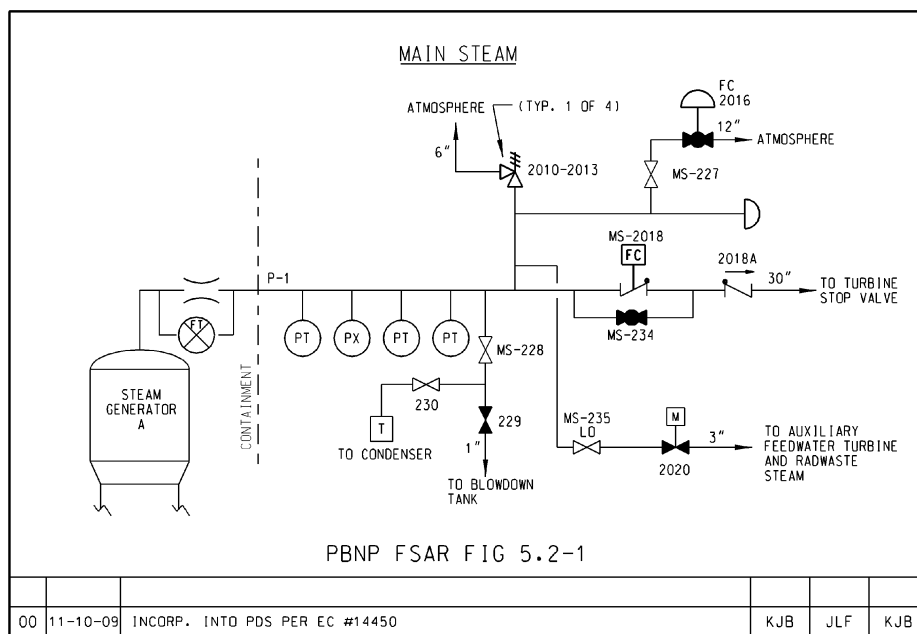 MAIN STEAM
FC
2016
ATMOSPHERE
(TYP. 1 OF 4)
12"
ATMOSPHERE
6"
2010-2013
MS-227
MS-2018
FC
2018A
P-1
30"
TO TURBINE
STOP VALVE
FT
PT
PX
PT
PT
MS-234
MS-228
STEAM
GENERATOR
A
CONTAINMENT
230
T
TO CONDENSER
229
1"
TO BLOWDOWN
TANK
MS-235
LO
M
3"
2020
TO AUXILIARY
FEEDWATER TURBINE
AND RADWASTE
STEAM
PBNP FSAR FIG 5.2-1
00 11-10-09 INCORP. INTO PDS PER EC #14450 KJB JLF KJB